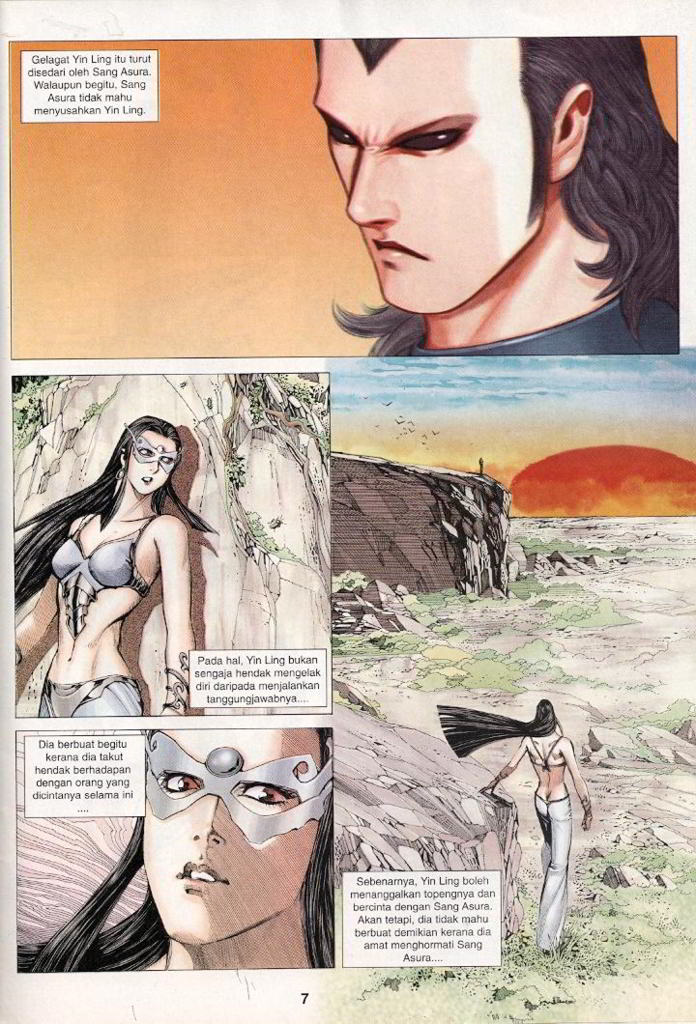 Gelagat Yin Ling itu turut
disedari oleh Sang Asura.
Walaupun begitu, Sang
Asura tidak mahu
menyusahkan Yin Ling.
Pada hal, Yin Ling bukan
sengaja hendak mengelak
diri daripada menjalankan
tanggungjawabnya....
Dia berbuat begitu
kerana dia takut
hendak berhadapan
dengan orang yang
dicintanya selama ini
....
Sebenarnya, Yin Ling boleh
menanggalkan topengnya dan
bercinta dengan Sang Asura.
Akan tetapi, dia tidak mahu
berbuat demikian kerana dia
amat menghormati Sang
Asura....
7